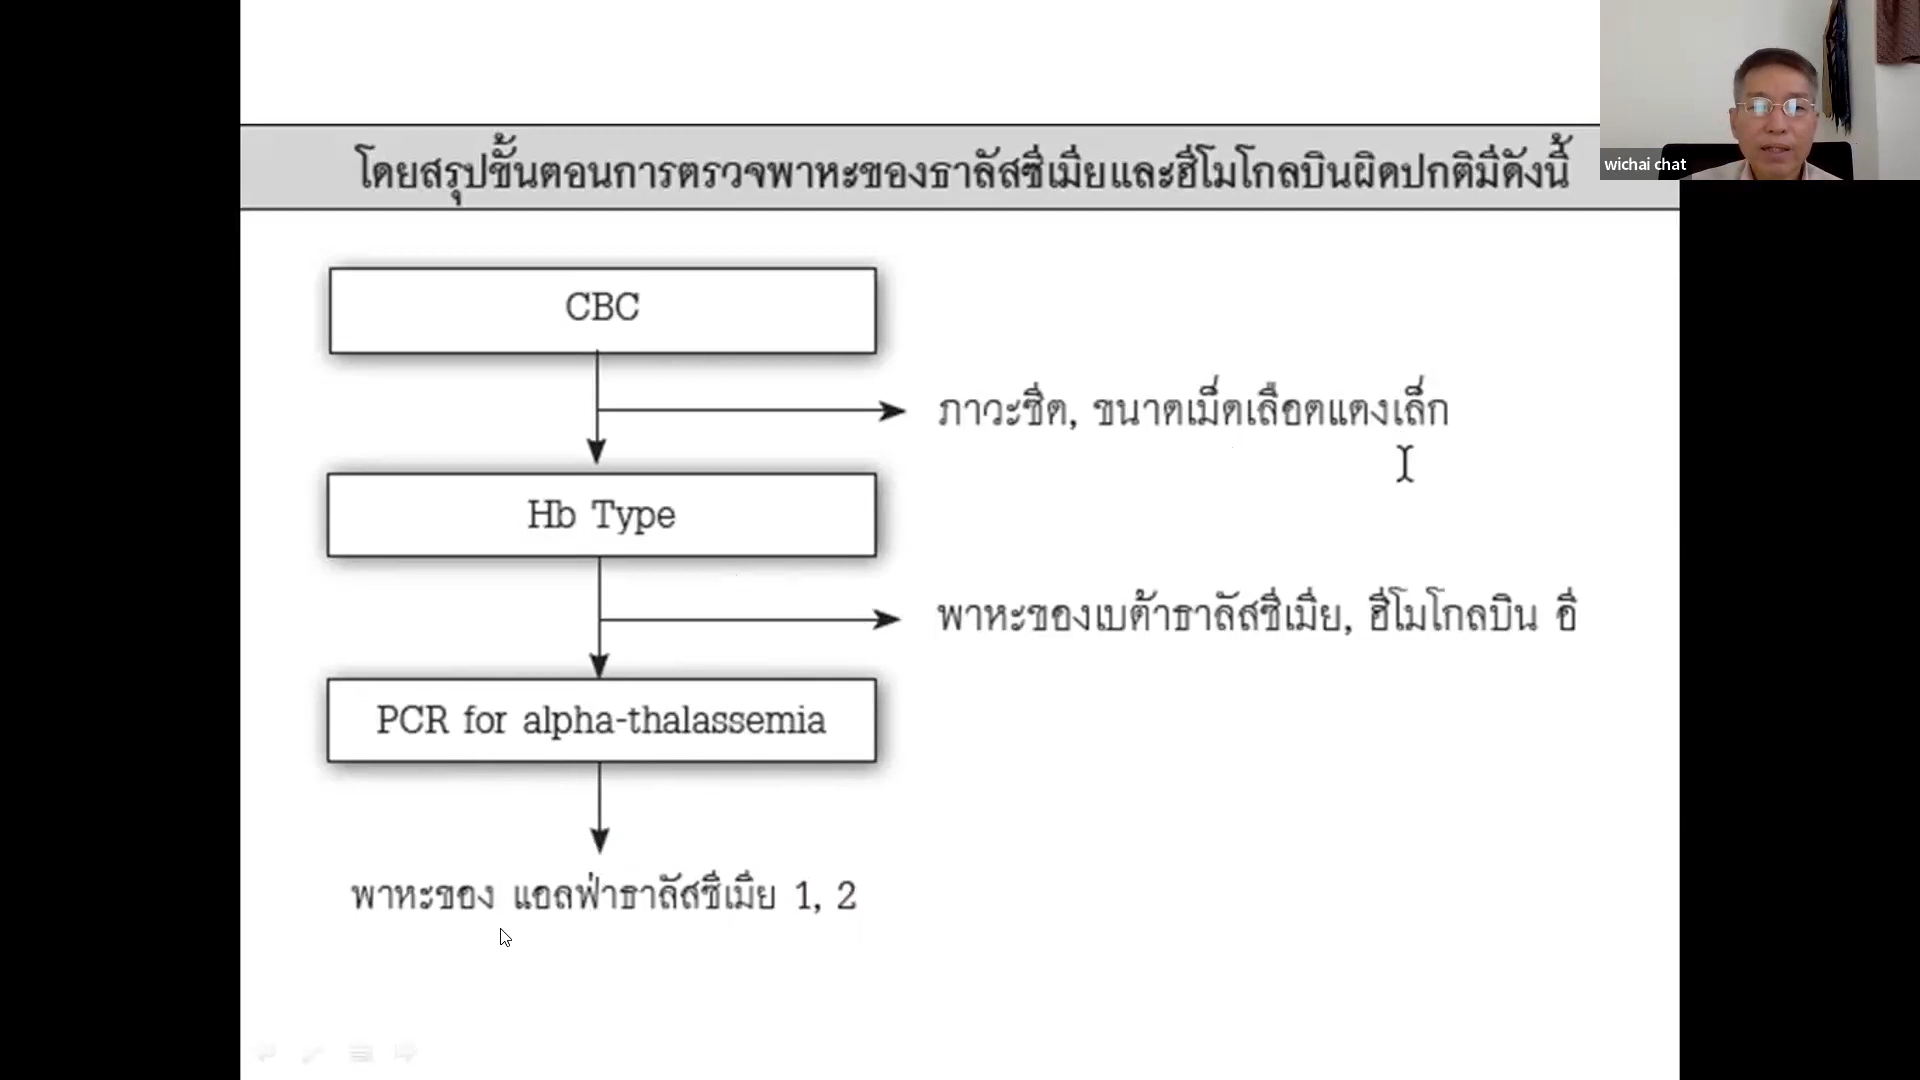 wichai chat
โดยสรุปขั้นตอนการตรวจพาหะของธาลัสซีเมียและฮีโมโกลบินผิดปกติมีดังนี้
CBC
ภาวะซีด, ขนาดเม็ดเลือดแดงเล็ก
Hb Type
พาหะของเบต้าธาลัสซีเมีย, ฮีโมโกลบิน อี
PCR for alpha-thalassemia
พาหะของ แอลฟ่าธาลัสซีเมีย 1, 2